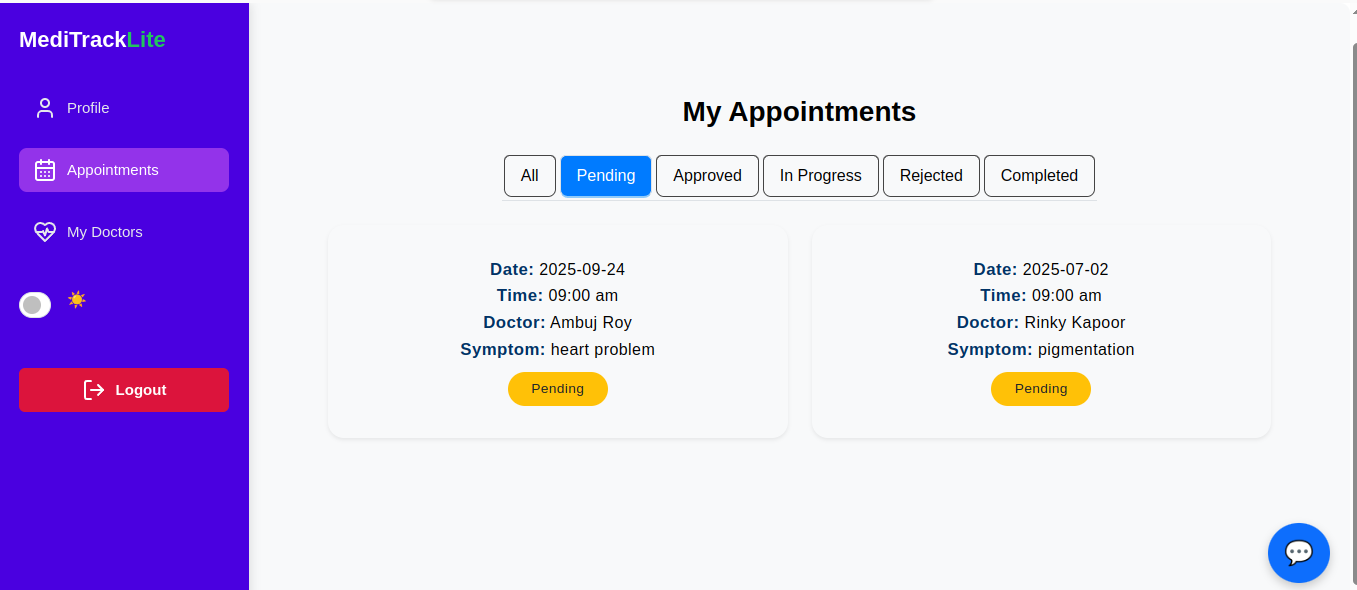 MediTrackLite
Profile
Appointments
My Doctors
Logout
My Appointments
All Pending Approved In Progress Rejected Completed
Date: 2025-09-24
Time: 09:00 am
Doctor: Ambuj Roy
Symptom: heart problem
Pending
Date: 2025-07-02
Time: 09:00 am
Doctor: Rinky Kapoor
Symptom: pigmentation
Pending